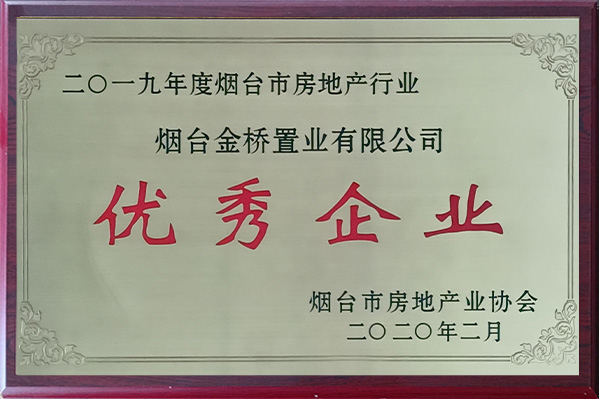 二〇一九年度烟台市房地产行业
烟台金桥置业有限公司
优秀企业
烟台市房地产业协会
二〇二〇年二月